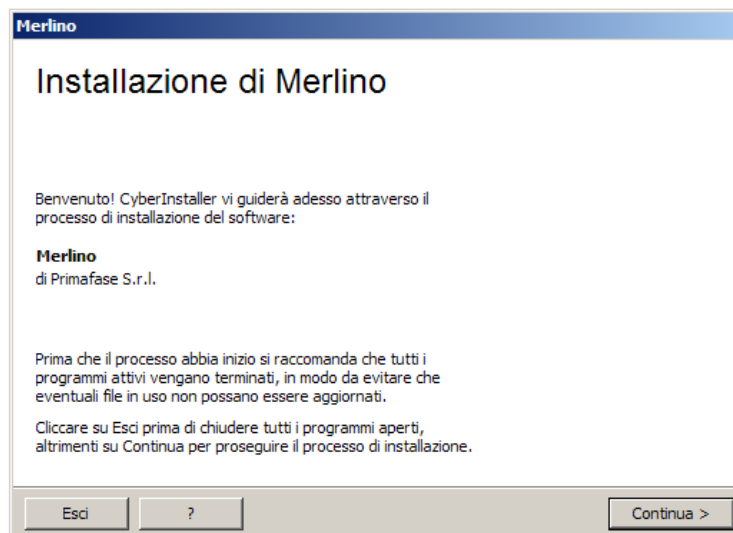 Merlino
Installazione di Merlino
Benvenuto! CyberInstaller vi guiderà adesso attraverso il
processo di installazione del software:
Merlino
di Primafase S.r.l.
Prima che il processo abbia inizio si raccomanda che tutti i
programmi attivi vengano terminati, in modo da evitare che
eventuali file in uso non possano essere aggiornati.
Cliccare su Esci prima di chiudere tutti i programmi aperti,
altrimenti su Continua per proseguire il processo di installazione.
Esci
?
Continua >